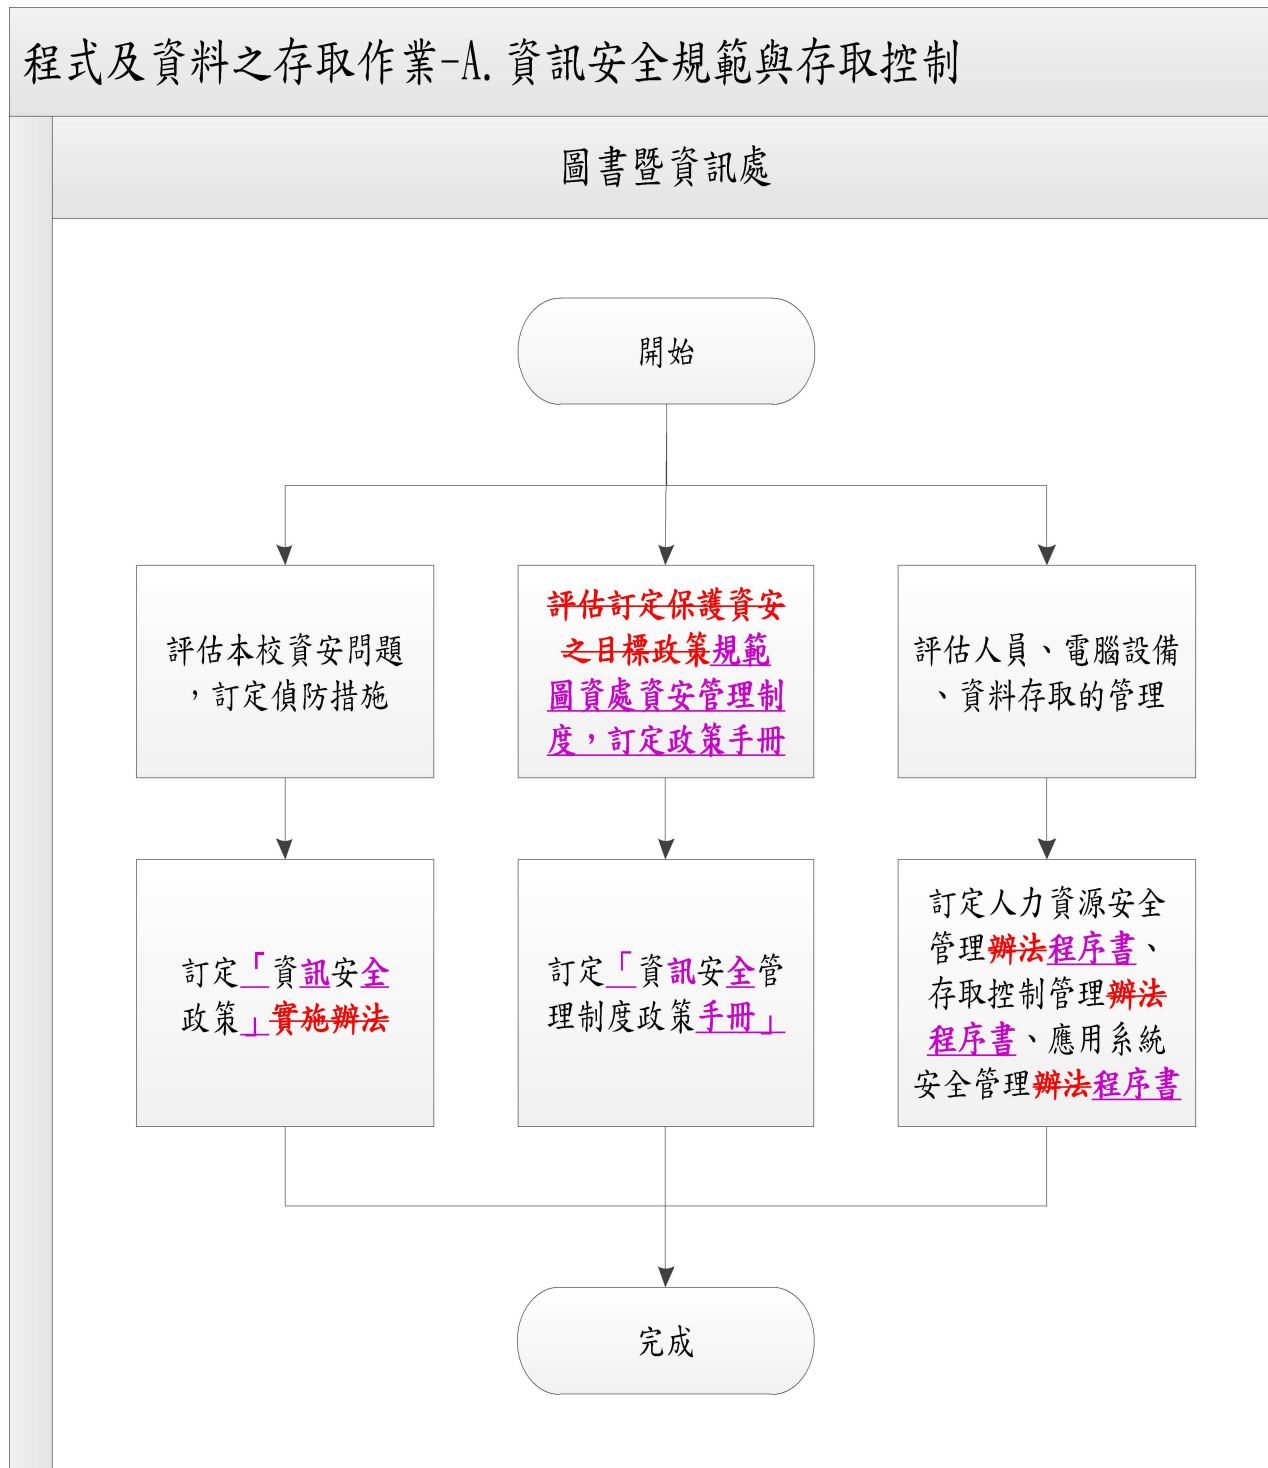 程式及資料之存取作業-A.資訊安全規範與存取控制
圖書暨資訊處
開始
評估本校資安問題
，訂定偵防措施
評估訂定保護資安
之目標政策規範
圖資處資安管理制
度，訂定政策手冊
評估人員、電腦設備
、資料存取的管理
訂定「資訊安全
政策」實施辦法
訂定「資訊安全管
理制度政策手冊」
訂定人力資源安全
管理辦法程序書、
存取控制管理辦法
程序書、應用系統
安全管理辦法程序書
完成